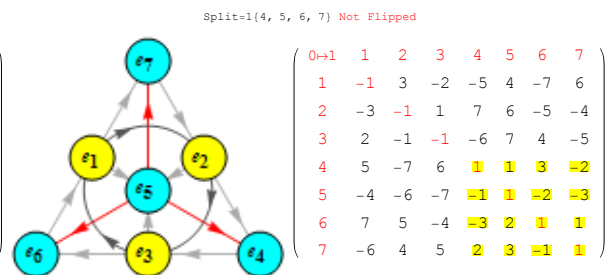 Split=1{4, 5, 6, 7} Not Flipped
e7
e1
e2
e5
e6
e3
e4
0↦1 1 2 3 4 5 6 7
1 -1 3 -2 -5 4 -7 6
2 -3 -1 1 7 6 -5 -4
3 2 -1 -1 -6 7 4 -5
4 5 -7 6 1 1 3 -2
5 -4 -6 -7 -1 1 -2 -3
6 7 5 -4 -3 2 1 1
7 -6 4 5 2 3 -1 1